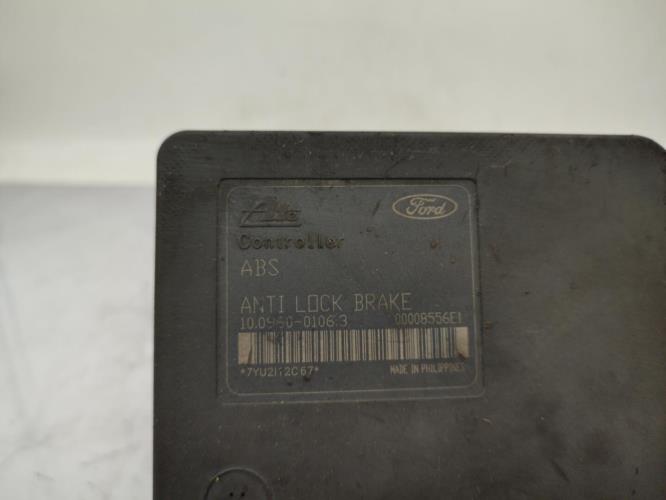 Ate
Ford
Controller
ABS
ANTI LOCK BRAKE
10.0960-0106.3 00008556E1
*7YU2I12C67* MADE IN PHILIPPINES